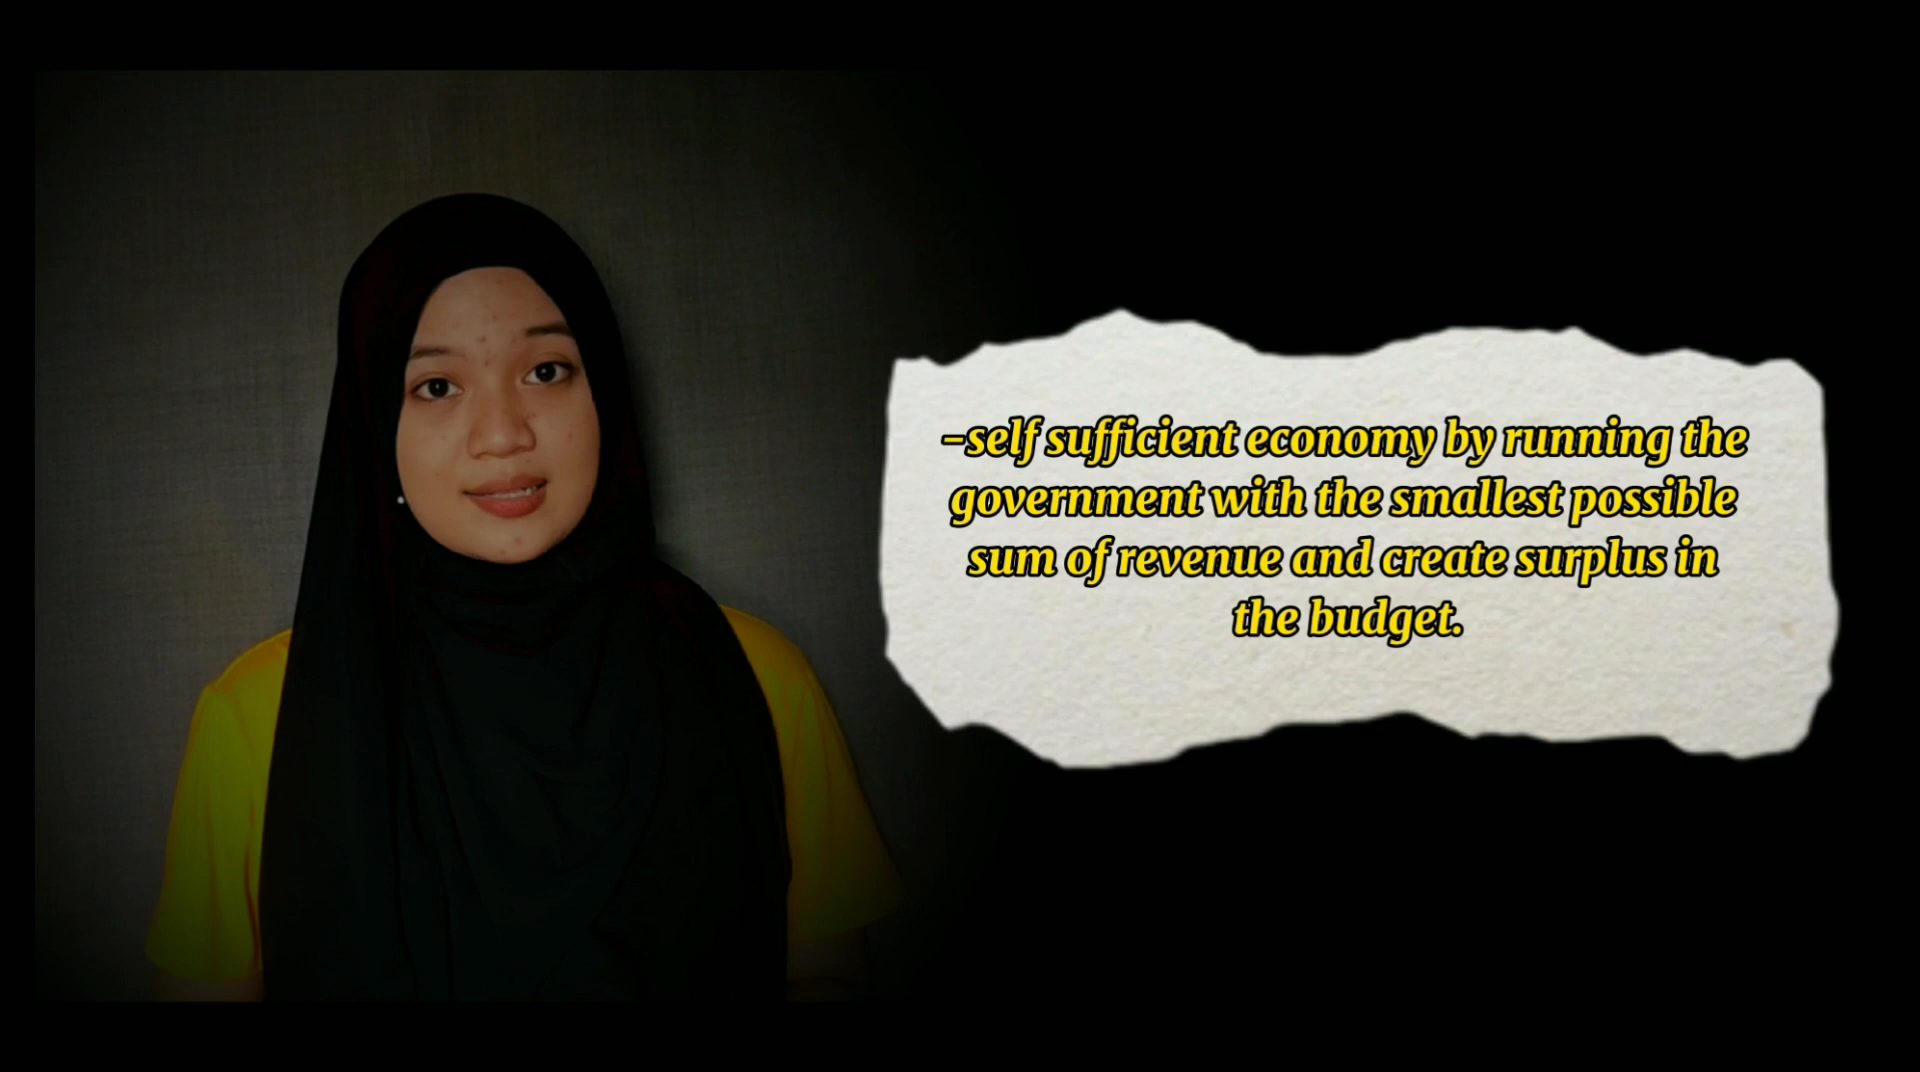 -self sufficient economy by running the
government with the smallest possible
sum of revenue and create surplus in
the budget.